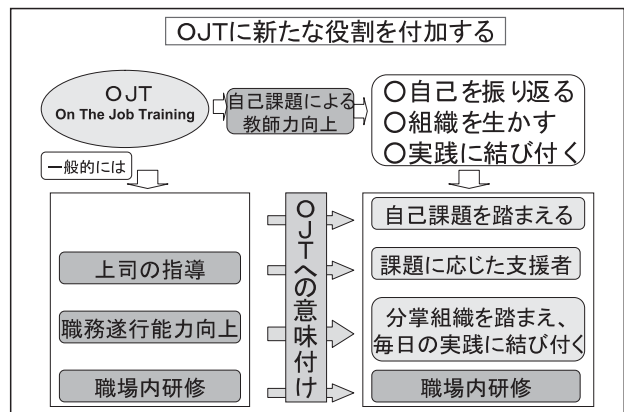 OJTに新たな役割を付加する
OJT
On The Job Training
自己課題による
教師力向上
○自己を振り返る
○組織を生かす
○実践に結び付く
一般的には
上司の指導
職務遂行能力向上
職場内研修
OJTへの意味付け
自己課題を踏まえる
課題に応じた支援者
分掌組織を踏まえ、
毎日の実践に結び付く
職場内研修